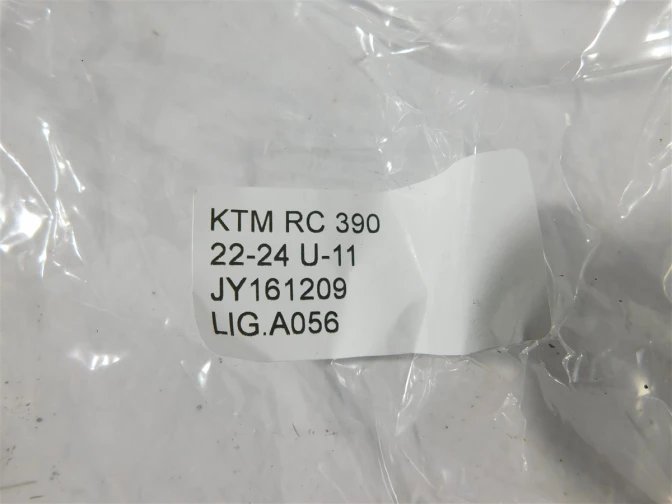 KTM RC 390
22-24 U-11
JY161209
LIG.A056